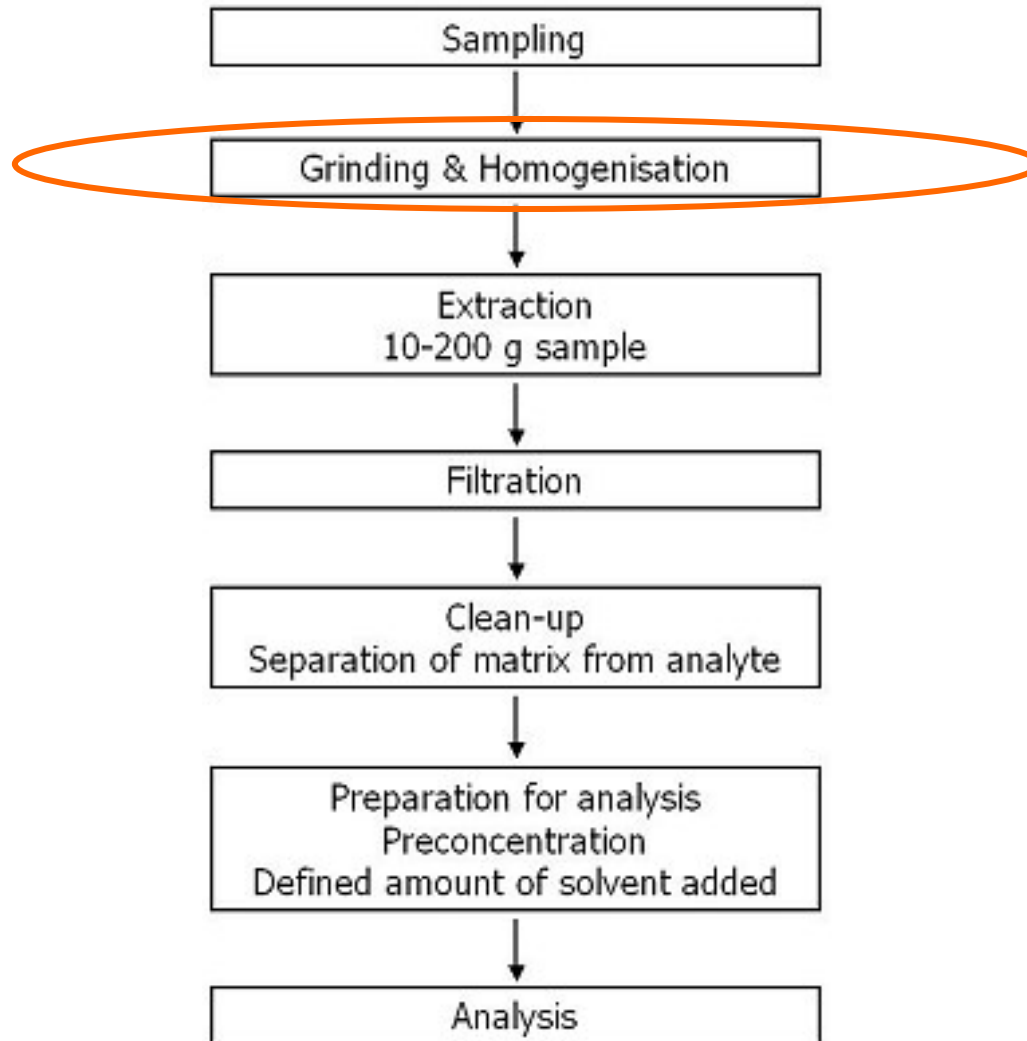 Sampling
Grinding & Homogenisation
Extraction
10-200 g sample
Filtration
Clean-up
Separation of matrix from analyte
Preparation for analysis
Preconcentration
Defined amount of solvent added
Analysis